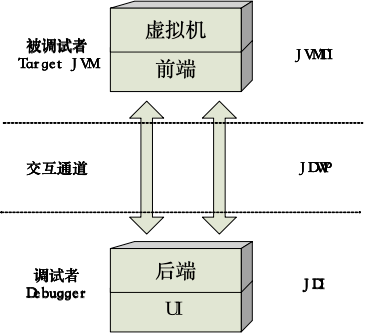 虚拟机
前端
被调试者
Target JVM
JVMTI
交互通道
JDWP
后端
UI
调试者
Debugger
JDI